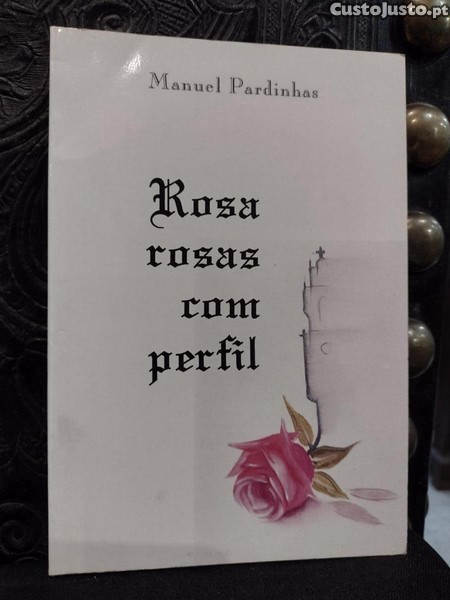 CustoJusto.pt
Manuel Pardinhas
Rosa
rosas
com
perfil